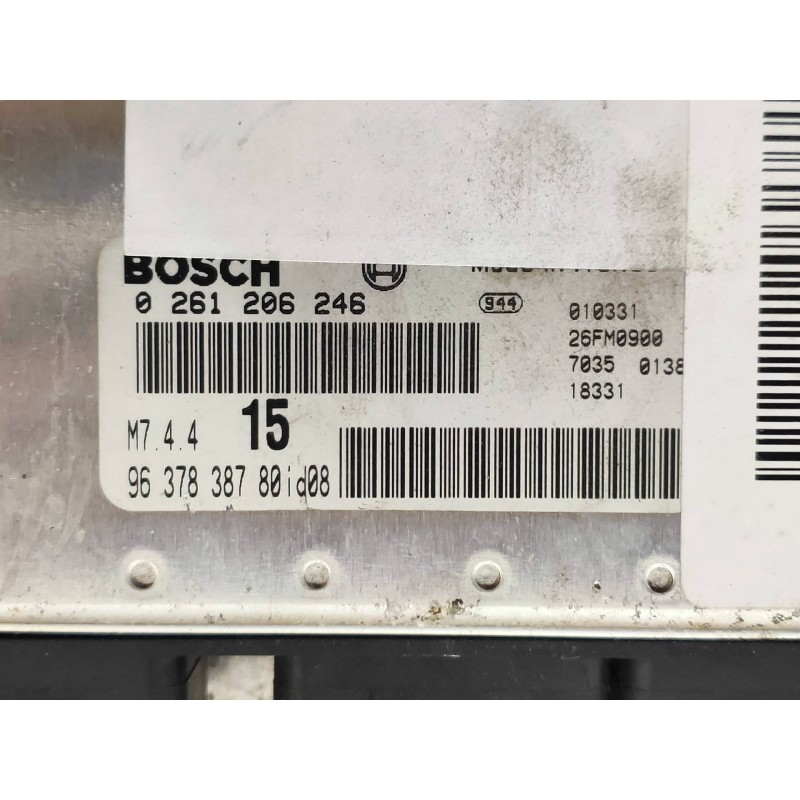 BOSCH
0 261 206 246
944
010331
26FM0900
7035 0138
18331
M7.4.4 15
96 378 387 80id08